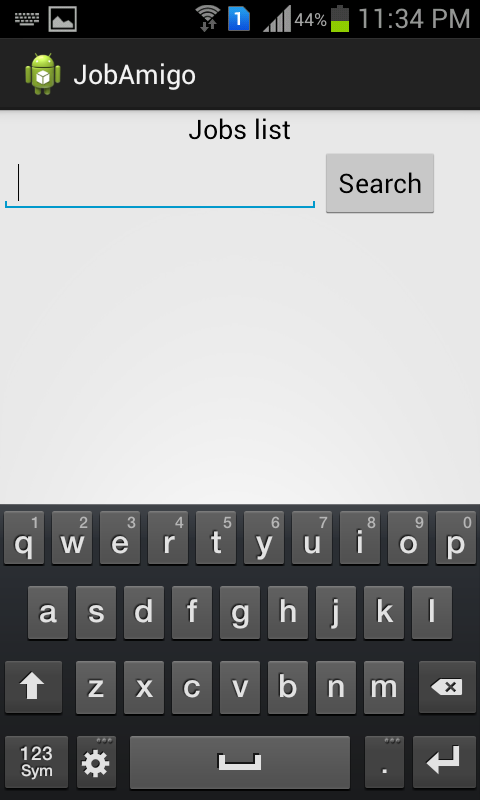 1 44% 11:34 PM
JobAmigo
Jobs list
Search
1 2 3 4 5 6 7 8 9 0
q w e r t y u i o p
a s d f g h j k l
z x c v b n m
123
Sym
.